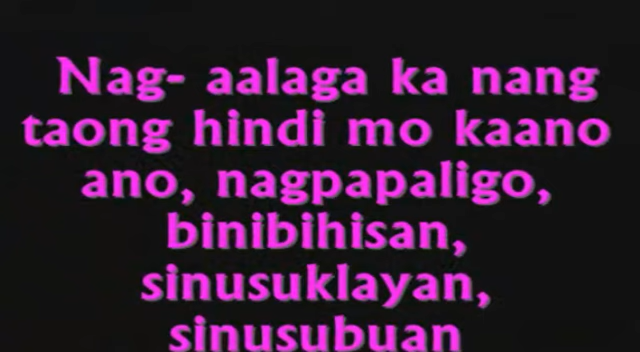 Nag- aalaga ka nang
taong hindi mo kaano
ano, nagpapaligo,
binibihisan,
sinusuklayan,
sinusubuan